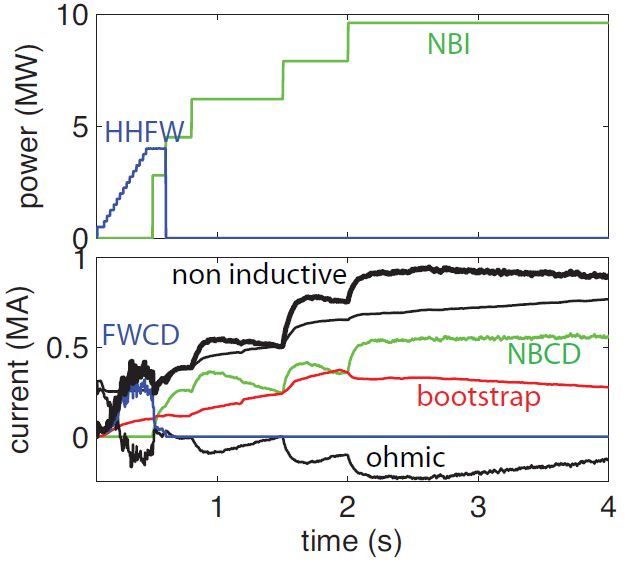 10
5
0
power (MW)
HHFW
NBI
1
0.5
0
current (MA)
non inductive
FWCD
NBCD
bootstrap
ohmic
1
2
3
4
time (s)